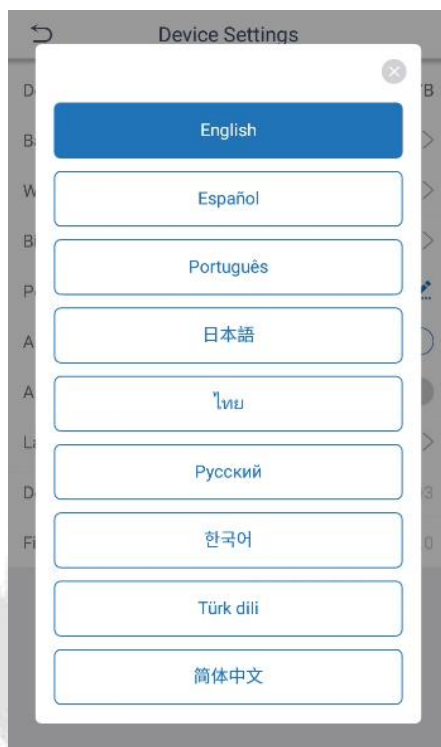 Device Settings
English
Español
Português
日本語
ไทย
Русский
한국어
Türk dili
简体中文